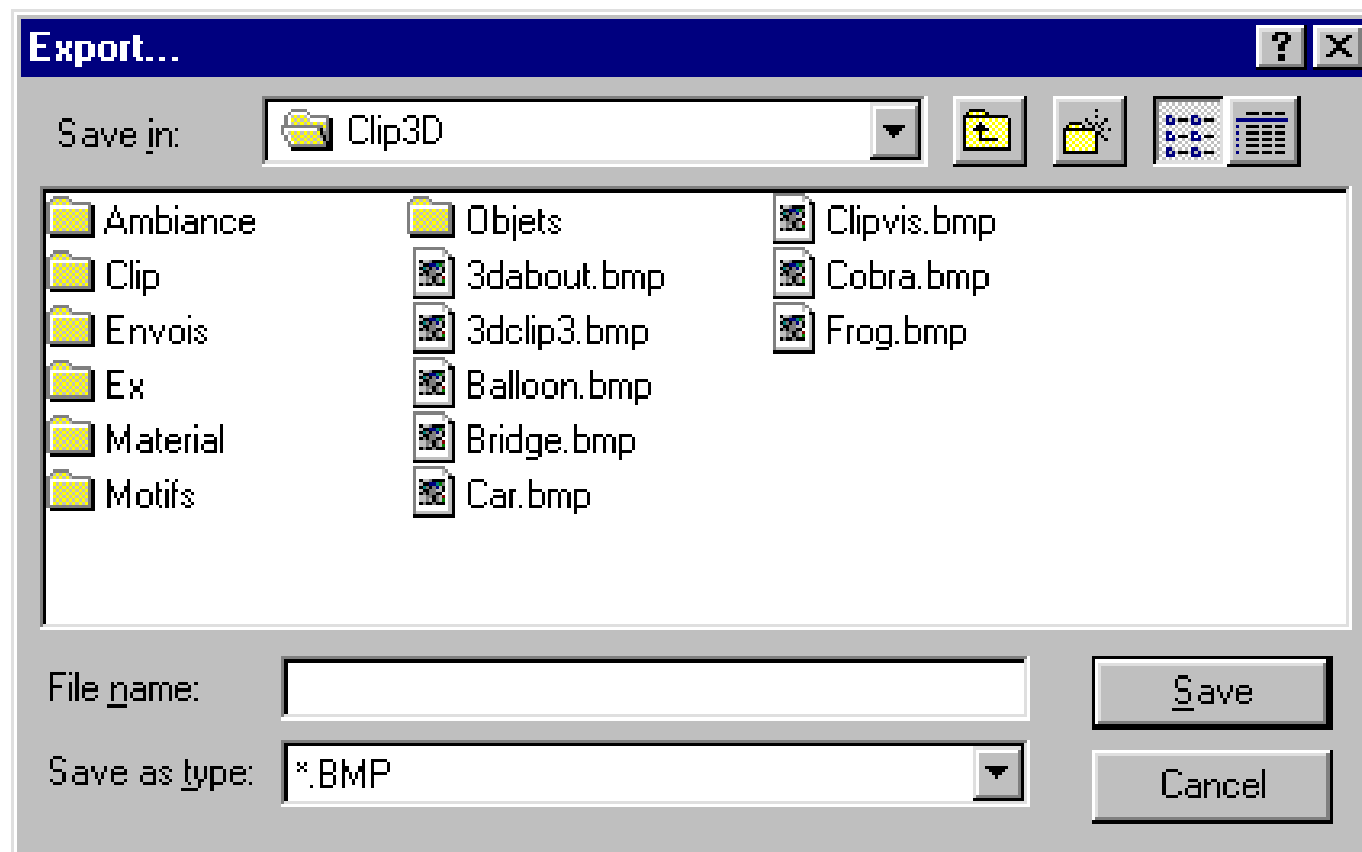 Export...
Save in: Clip3D
Ambiance Objets Clipvis.bmp
Clip 3dabout.bmp Cobra.bmp
Envois 3dclip3.bmp Frog.bmp
Ex Balloon.bmp
Material Bridge.bmp
Motifs Car.bmp
File name: Save
Save as type: *.BMP Cancel